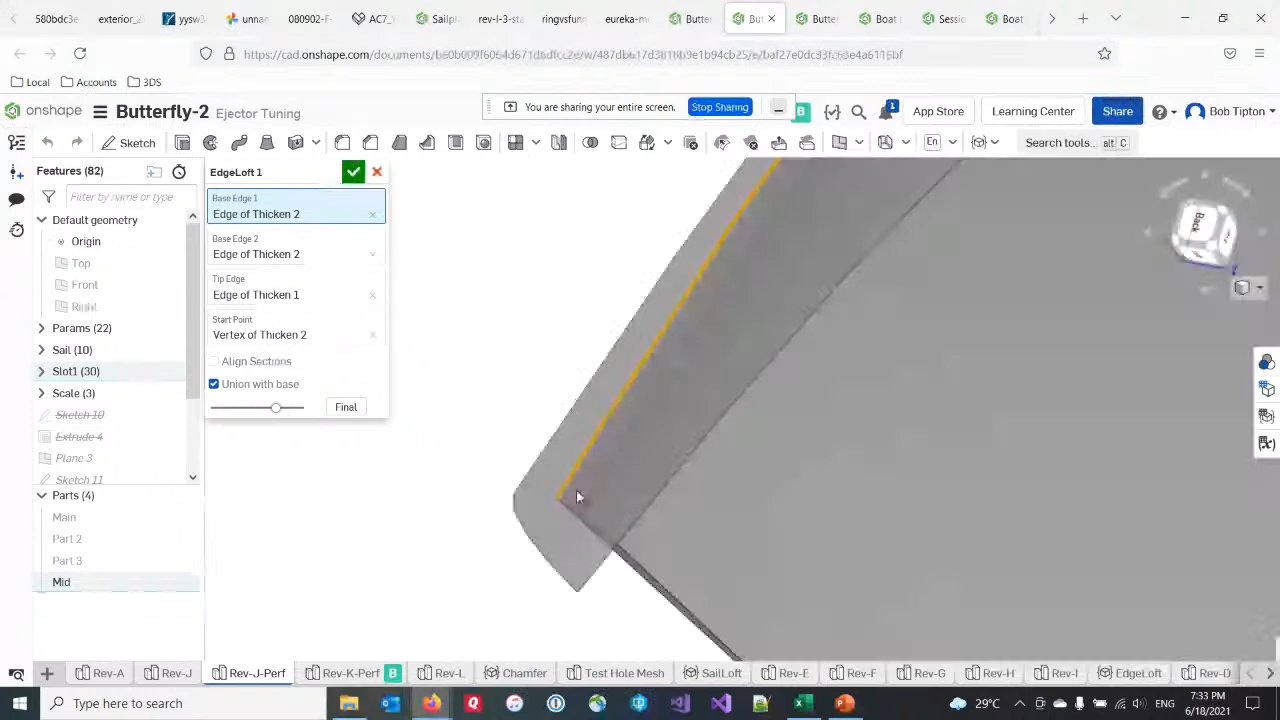 580bdc3e
exterior_2
yysw3
unnan
080902-F
AC7_
Sailpl
rev-l-3-sta
ringvsfunn
eureka-m
Butter
But
Butter
Boat
Sessio
Boat
Local
Accounts
3DS
onshape
Butterfly-2
Ejector Tuning
You are sharing your entire screen.
Stop Sharing
App Store
Learning Center
Share
Bob Tipton
Sketch
En
Search tools...
alt C
Features (82)
Filter by name or type
Default geometry
Origin
Top
Front
Right
Params (22)
Sail (10)
Slot1 (30)
Scale (3)
Sketch 10
Extrude 4
Plane 3
Sketch 11
Parts (4)
Main
Part 2
Part 3
Mid
EdgeLoft 1
Base Edge 1
Edge of Thicken 2
Base Edge 2
Edge of Thicken 2
Tip Edge
Edge of Thicken 1
Start Point
Vertex of Thicken 2
Align Sections
Union with base
Final
Back
Rev-A
Rev-J
Rev-J-Perf
Rev-K-Perf
B
Rev-L
Chamfer
Test Hole Mesh
SailLoft
Rev-E
Rev-F
Rev-G
Rev-H
Rev-I
EdgeLoft
Rev-D
Type here to search
29°C
ENG
7:33 PM
6/18/2021